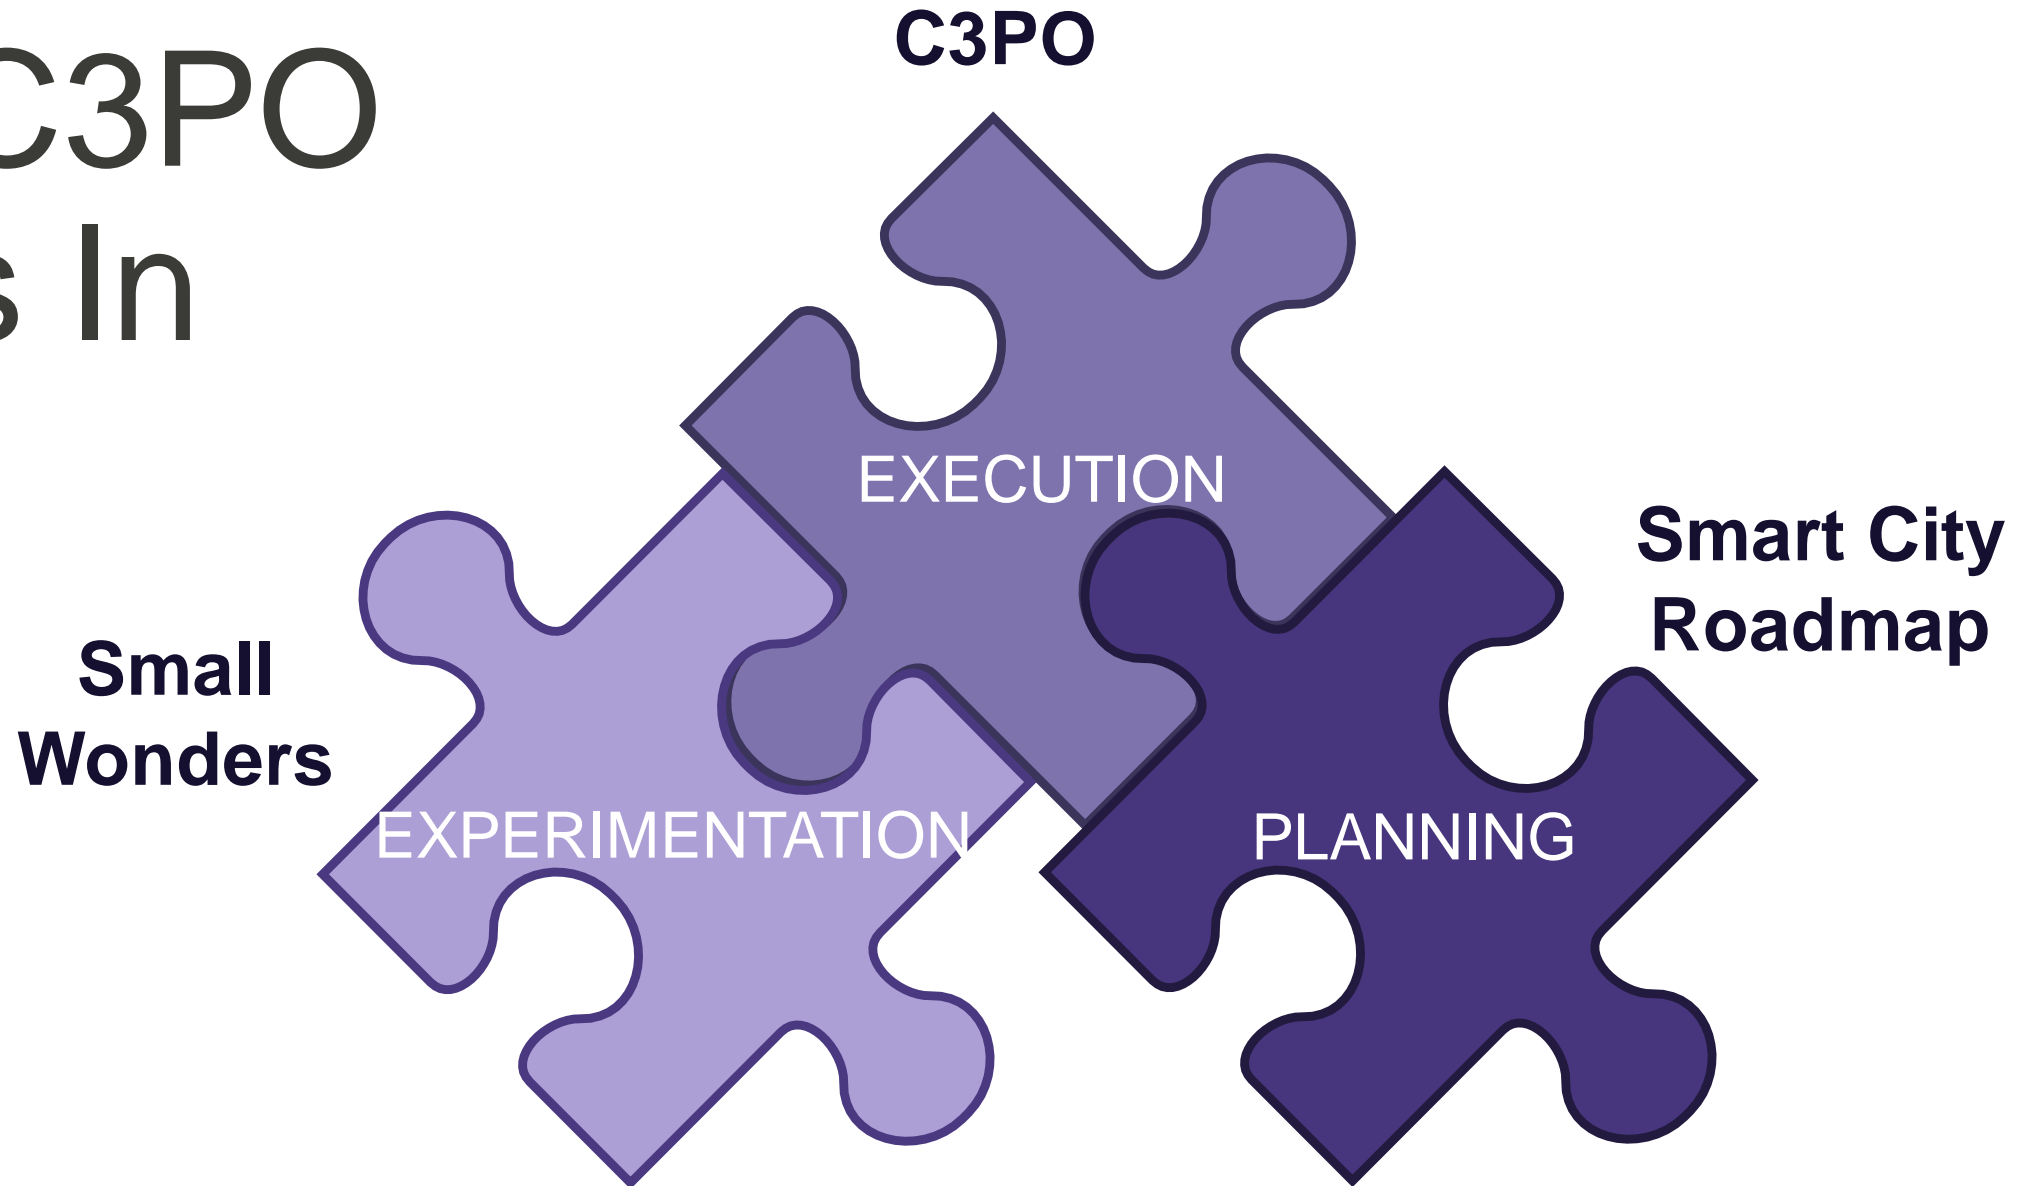 C3PO
s In
C3PO
EXECUTION
Smart City
Roadmap
Small
Wonders
EXPERIMENTATION
PLANNING